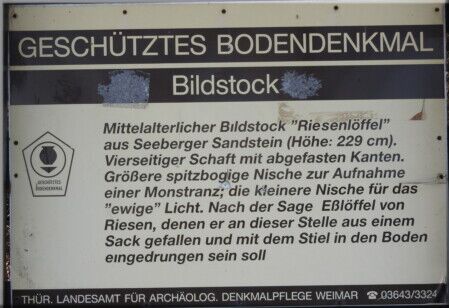 GESCHÜTZTES BODENDENKMAL
Bildstock
Mittelalterlicher Bıldstock "Riesenlöffel"
aus Seeberger Sandstein (Höhe: 229 cm).
Vierseitiger Schaft mit abgefasten Kanten.
Größere spitzbogige Nische zur Aufnahme
einer Monstranz; die kleinere Nische für das
"ewige" Licht. Nach der Sage Eßlöffel von
Riesen, denen er an dieser Stelle aus einem
Sack gefallen und mit dem Stiel in den Boden
eingedrungen sein soll
GESCHÜTZTES
BODENDENKMAL
THÜR. LANDESAMT FÜR ARCHÄOLOG. DENKMALPFLEGE WEIMAR ☎ 03643/3324